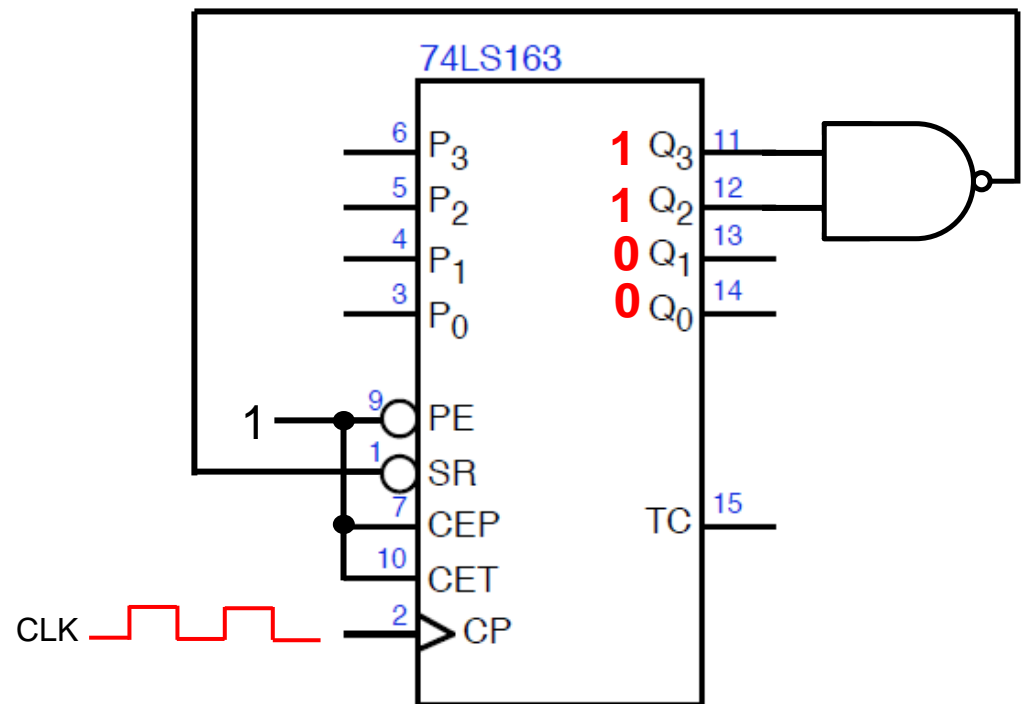 74LS163
6 P3 1 Q3 11
5 P2 1 Q2 12
4 P1 0 Q1 13
3 P0 0 Q0 14
1 9 PE
1 SR
7 CEP TC 15
10 CET
CLK 2 CP